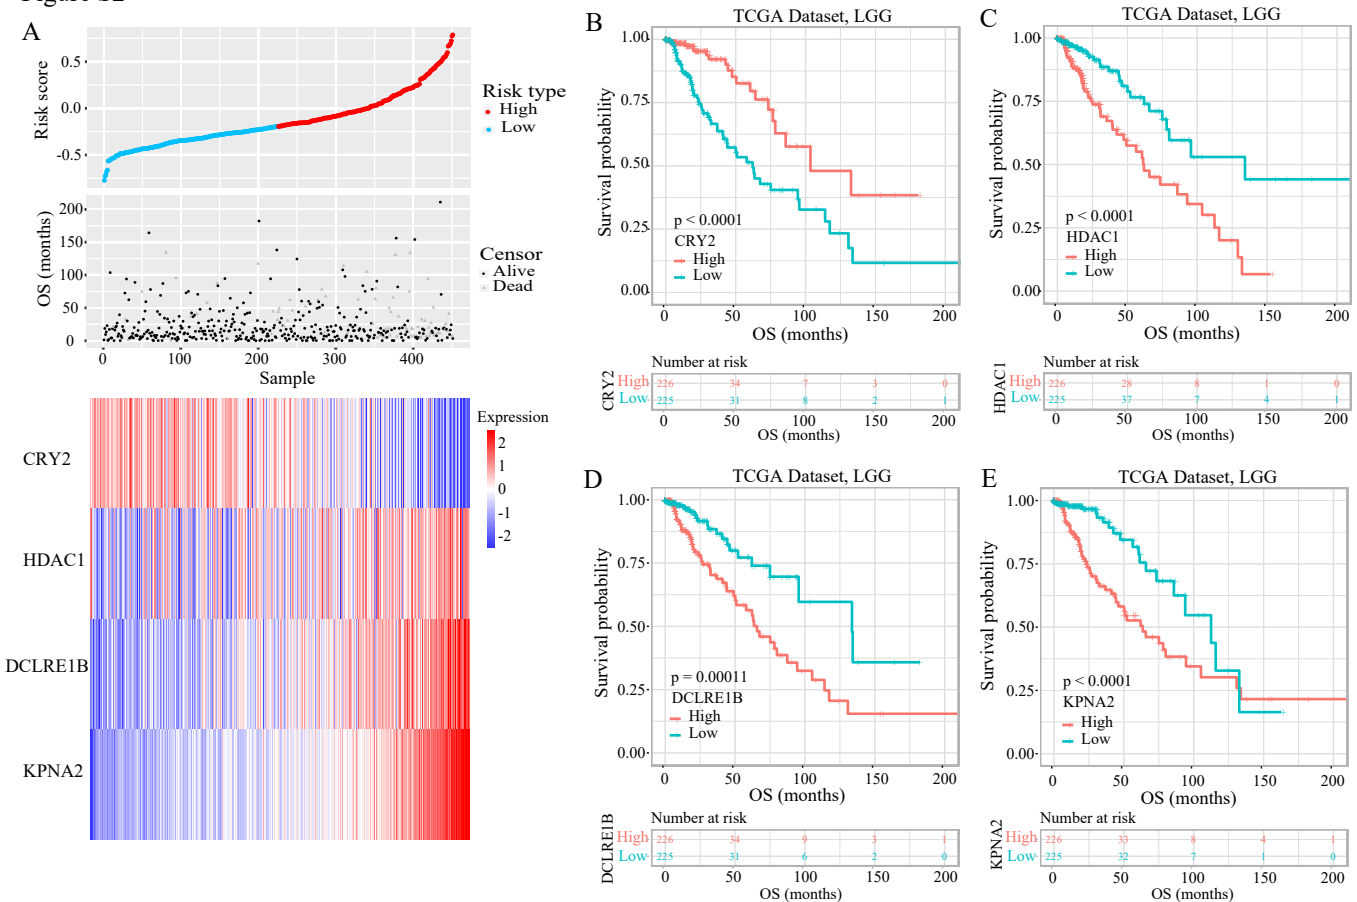 A
Risk score
0.5
0.0
-0.5
Risk type
High
Low
OS (months)
200
150
100
50
0
Censor
Alive
Dead
0 100 200 300 400
Sample
Expression
2
1
0
-1
-2
CRY2
HDAC1
DCLRE1B
KPNA2
B
TCGA Dataset, LGG
Survival probability
1.00
0.75
0.50
0.25
0.00
p < 0.0001
CRY2
High
Low
0 50 100 150 200
OS (months)
Number at risk
CRY2
High 226 34 7 3 0
Low 225 31 8 2 1
0 50 100 150 200
OS (months)
C
TCGA Dataset, LGG
Survival probability
1.00
0.75
0.50
0.25
0.00
p < 0.0001
HDAC1
High
Low
0 50 100 150 200
OS (months)
Number at risk
HDAC1
High 226 28 8 1 0
Low 225 37 7 4 1
0 50 100 150 200
OS (months)
D
TCGA Dataset, LGG
Survival probability
1.00
0.75
0.50
0.25
0.00
p = 0.00011
DCLRE1B
High
Low
0 50 100 150 200
OS (months)
Number at risk
DCLRE1B
High 226 34 9 3 1
Low 225 31 6 2 0
0 50 100 150 200
OS (months)
E
TCGA Dataset, LGG
Survival probability
1.00
0.75
0.50
0.25
0.00
p < 0.0001
KPNA2
High
Low
0 50 100 150 200
OS (months)
Number at risk
KPNA2
High 226 33 8 4 1
Low 225 32 7 1 0
0 50 100 150 200
OS (months)